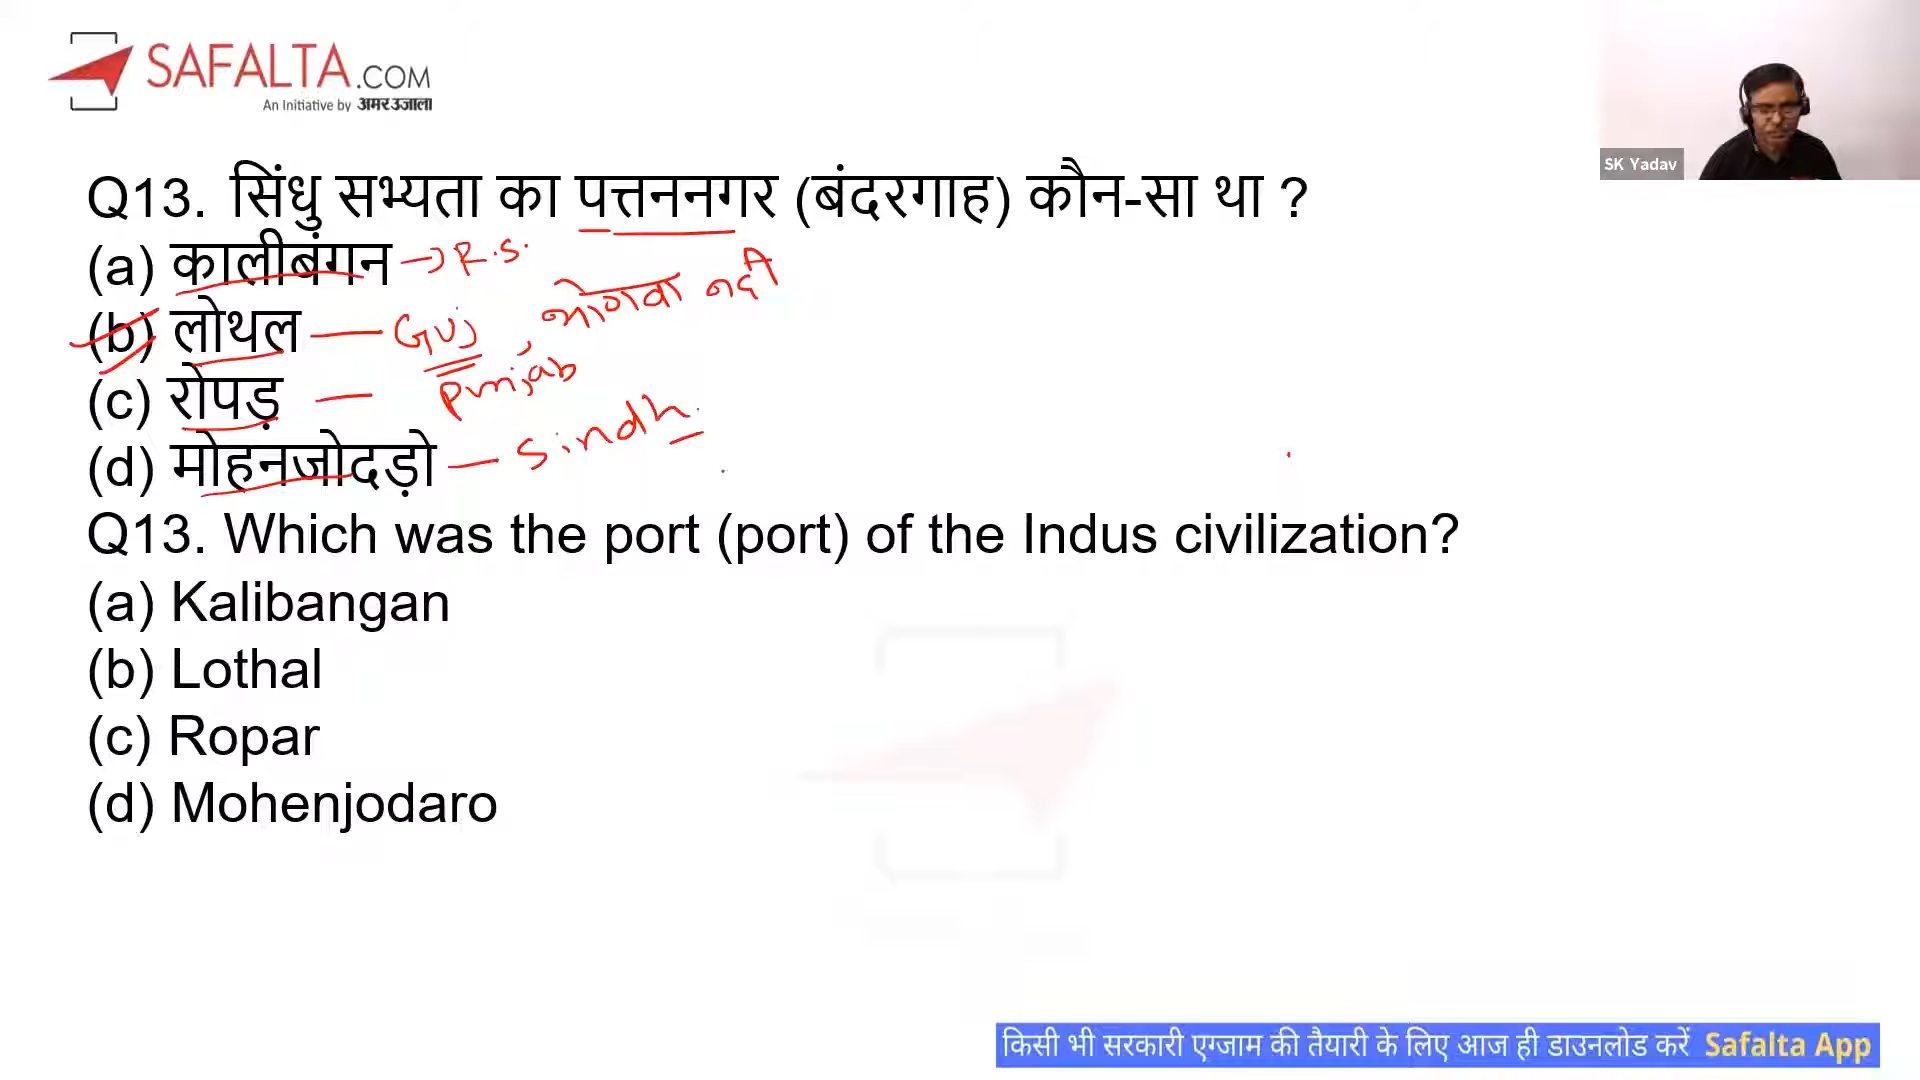 SAFALTA.COM
An Initiative by अमर उजाला
SK Yadav
Q13. सिंधु सभ्यता का पत्तननगर (बंदरगाह) कौन-सा था ?
(a) कालीबंगन → R.S.
(b) लोथल — Guj, भोगवा नदी
(c) रोपड़ — Punjab
(d) मोहनजोदड़ो — Sindh
Q13. Which was the port (port) of the Indus civilization?
(a) Kalibangan
(b) Lothal
(c) Ropar
(d) Mohenjodaro
किसी भी सरकारी एग्जाम की तैयारी के लिए आज ही डाउनलोड करें Safalta App